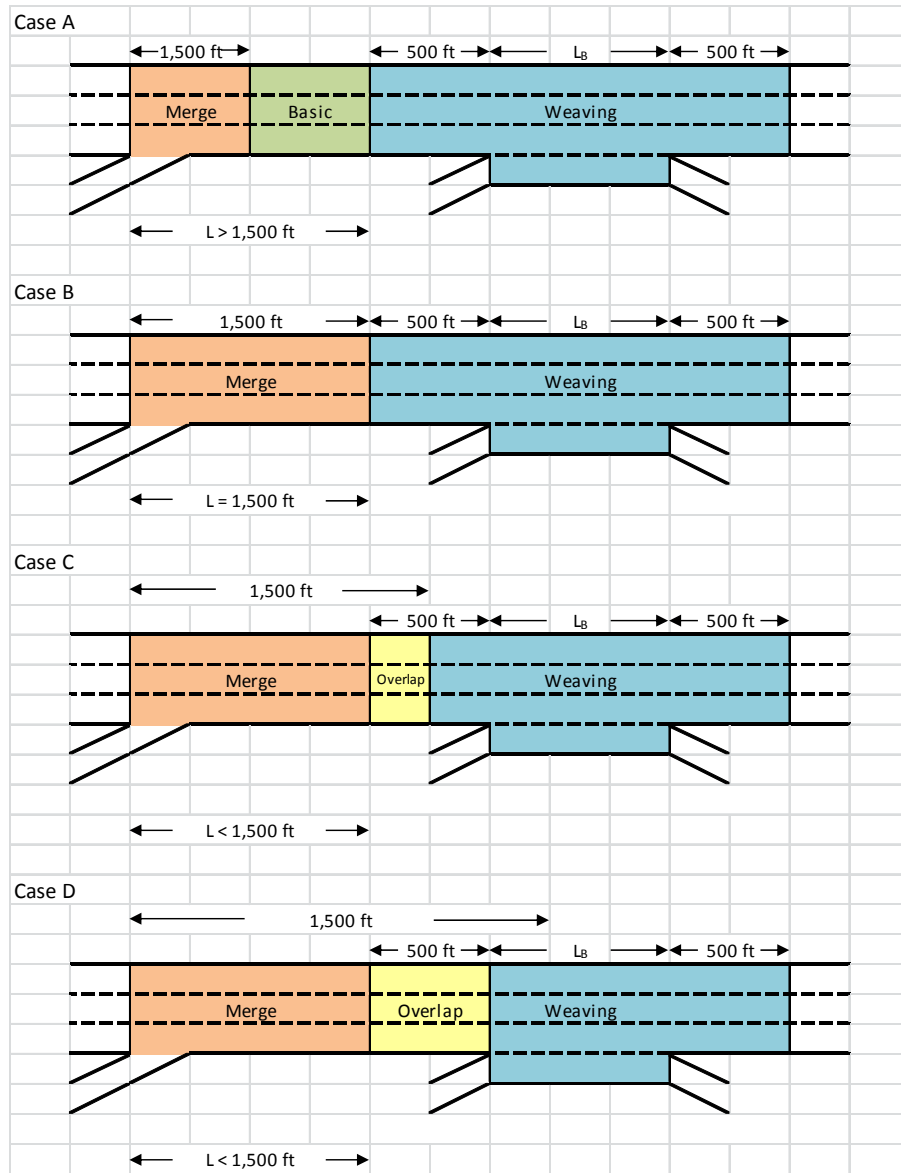 Case A
1,500 ft 500 ft LB 500 ft
Merge Basic Weaving
L > 1,500 ft
Case B
1,500 ft 500 ft LB 500 ft
Merge Weaving
L = 1,500 ft
Case C
1,500 ft
500 ft LB 500 ft
Merge Overlap Weaving
L < 1,500 ft
Case D
1,500 ft
500 ft LB 500 ft
Merge Overlap Weaving
L < 1,500 ft